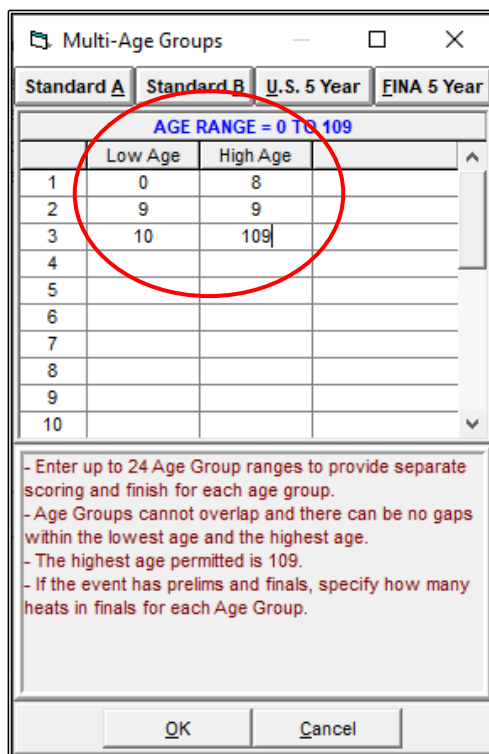 Multi-Age Groups
Standard A Standard B U.S. 5 Year FINA 5 Year
AGE RANGE = 0 TO 109
Low Age High Age
1 0 8
2 9 9
3 10 109
4
5
6
7
8
9
10
- Enter up to 24 Age Group ranges to provide separate
scoring and finish for each age group.
- Age Groups cannot overlap and there can be no gaps
within the lowest age and the highest age.
- The highest age permitted is 109.
- If the event has prelims and finals, specify how many
heats in finals for each Age Group.
OK Cancel